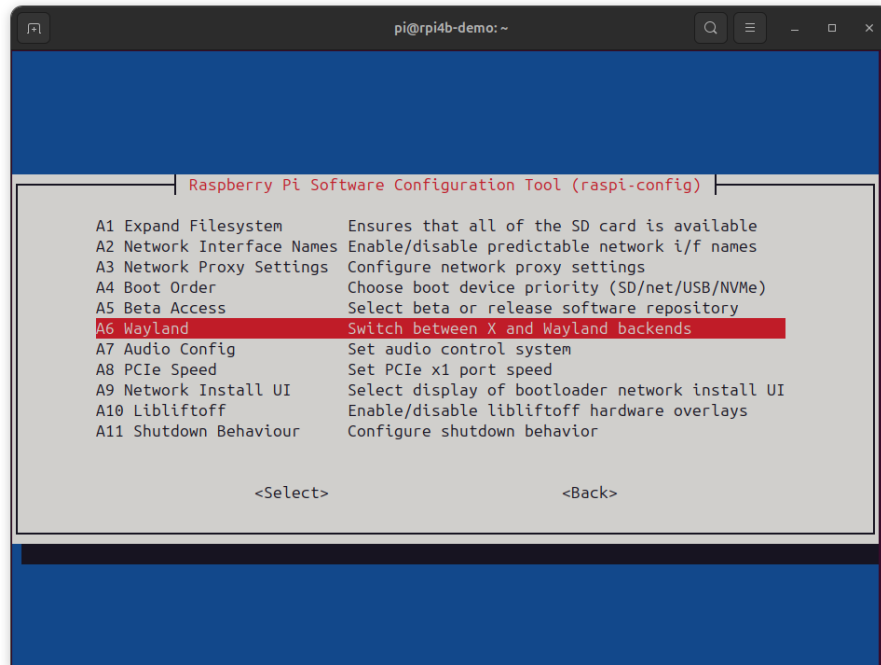 pi@rpi4b-demo: ~
Raspberry Pi Software Configuration Tool (raspi-config)
A1 Expand Filesystem Ensures that all of the SD card is available
A2 Network Interface Names Enable/disable predictable network i/f names
A3 Network Proxy Settings Configure network proxy settings
A4 Boot Order Choose boot device priority (SD/net/USB/NVMe)
A5 Beta Access Select beta or release software repository
A6 Wayland Switch between X and Wayland backends
A7 Audio Config Set audio control system
A8 PCIe Speed Set PCIe x1 port speed
A9 Network Install UI Select display of bootloader network install UI
A10 Libliftoff Enable/disable libliftoff hardware overlays
A11 Shutdown Behaviour Configure shutdown behavior
<Select> <Back>